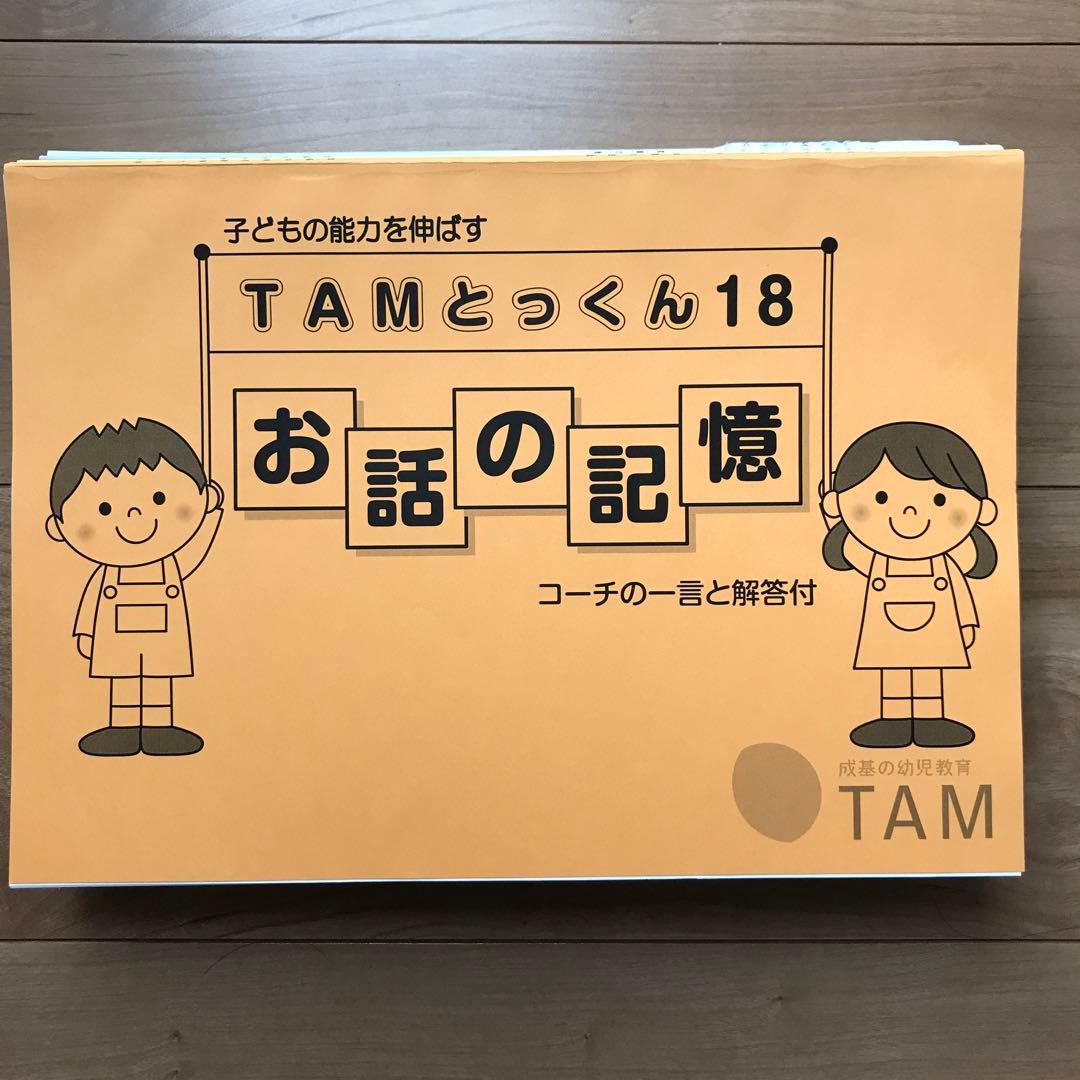 子どもの能力を伸ばす
TAMとっくん18
お話の記憶
コーチの一言と解答付
成基の幼児教育
TAM